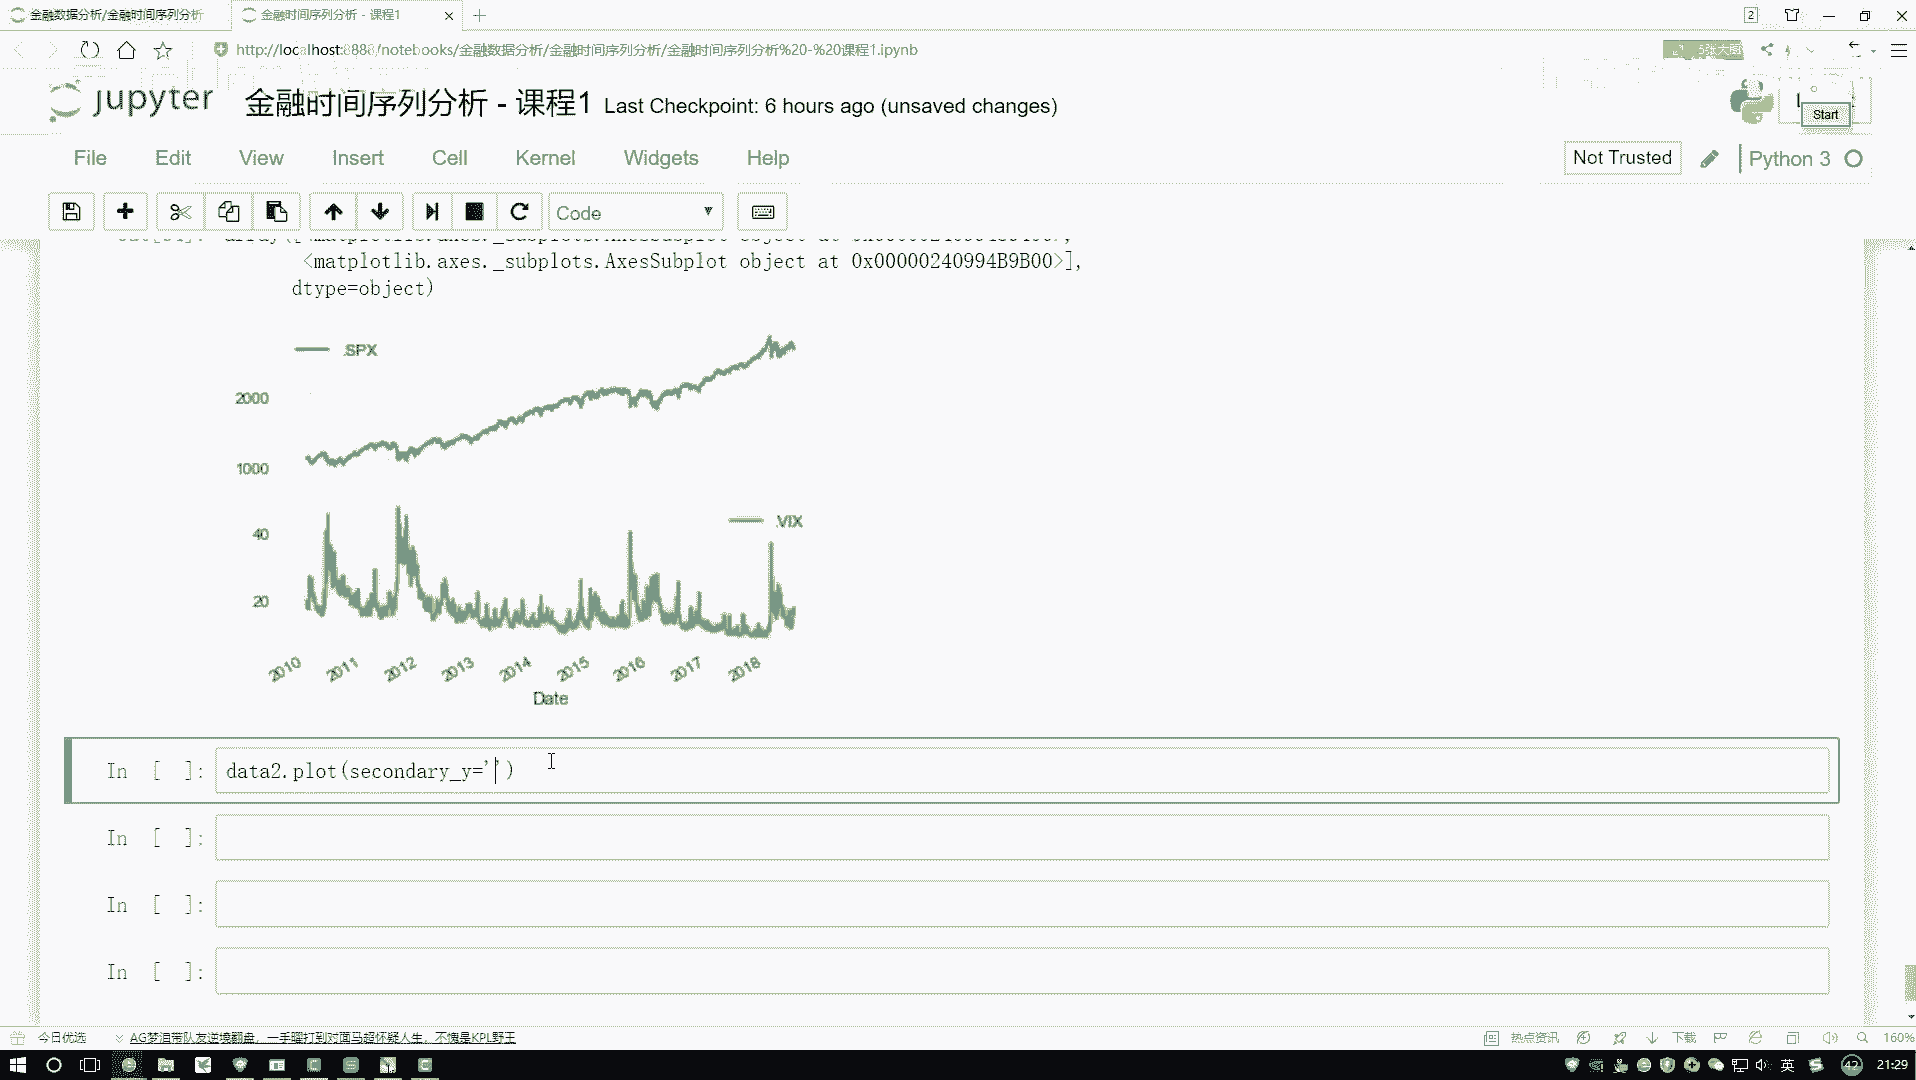 金融数据分析/金融时间序列分析
金融时间序列分析 - 课程1
2
http://localhost:8888/notebooks/金融数据分析/金融时间序列分析/金融时间序列分析%20-%20课程1.ipynb
5张大图
jupyter 金融时间序列分析 - 课程1 Last Checkpoint: 6 hours ago (unsaved changes)
Start
File Edit View Insert Cell Kernel Widgets Help
Not Trusted
Python 3
Code
<matplotlib.axes._subplots.AxesSubplot object at 0x00000240994B9B00>],
dtype=object)
.SPX
2000
1000
.VIX
40
20
2010 2011 2012 2013 2014 2015 2016 2017 2018
Date
In [ ]: data2.plot(secondary_y='')
In [ ]:
In [ ]:
In [ ]:
今日优选
AG梦泪带队友逆境翻盘,一手曜打到对面马超怀疑人生,不愧是KPL野王
热点资讯
下载
160%
英
42
21:29